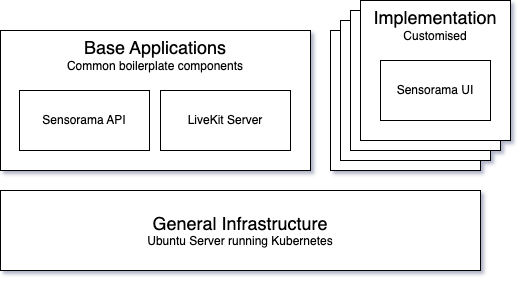 Base Applications
Common boilerplate components
Sensorama API
LiveKit Server
Implementation
Customised
Sensorama UI
General Infrastructure
Ubuntu Server running Kubernetes